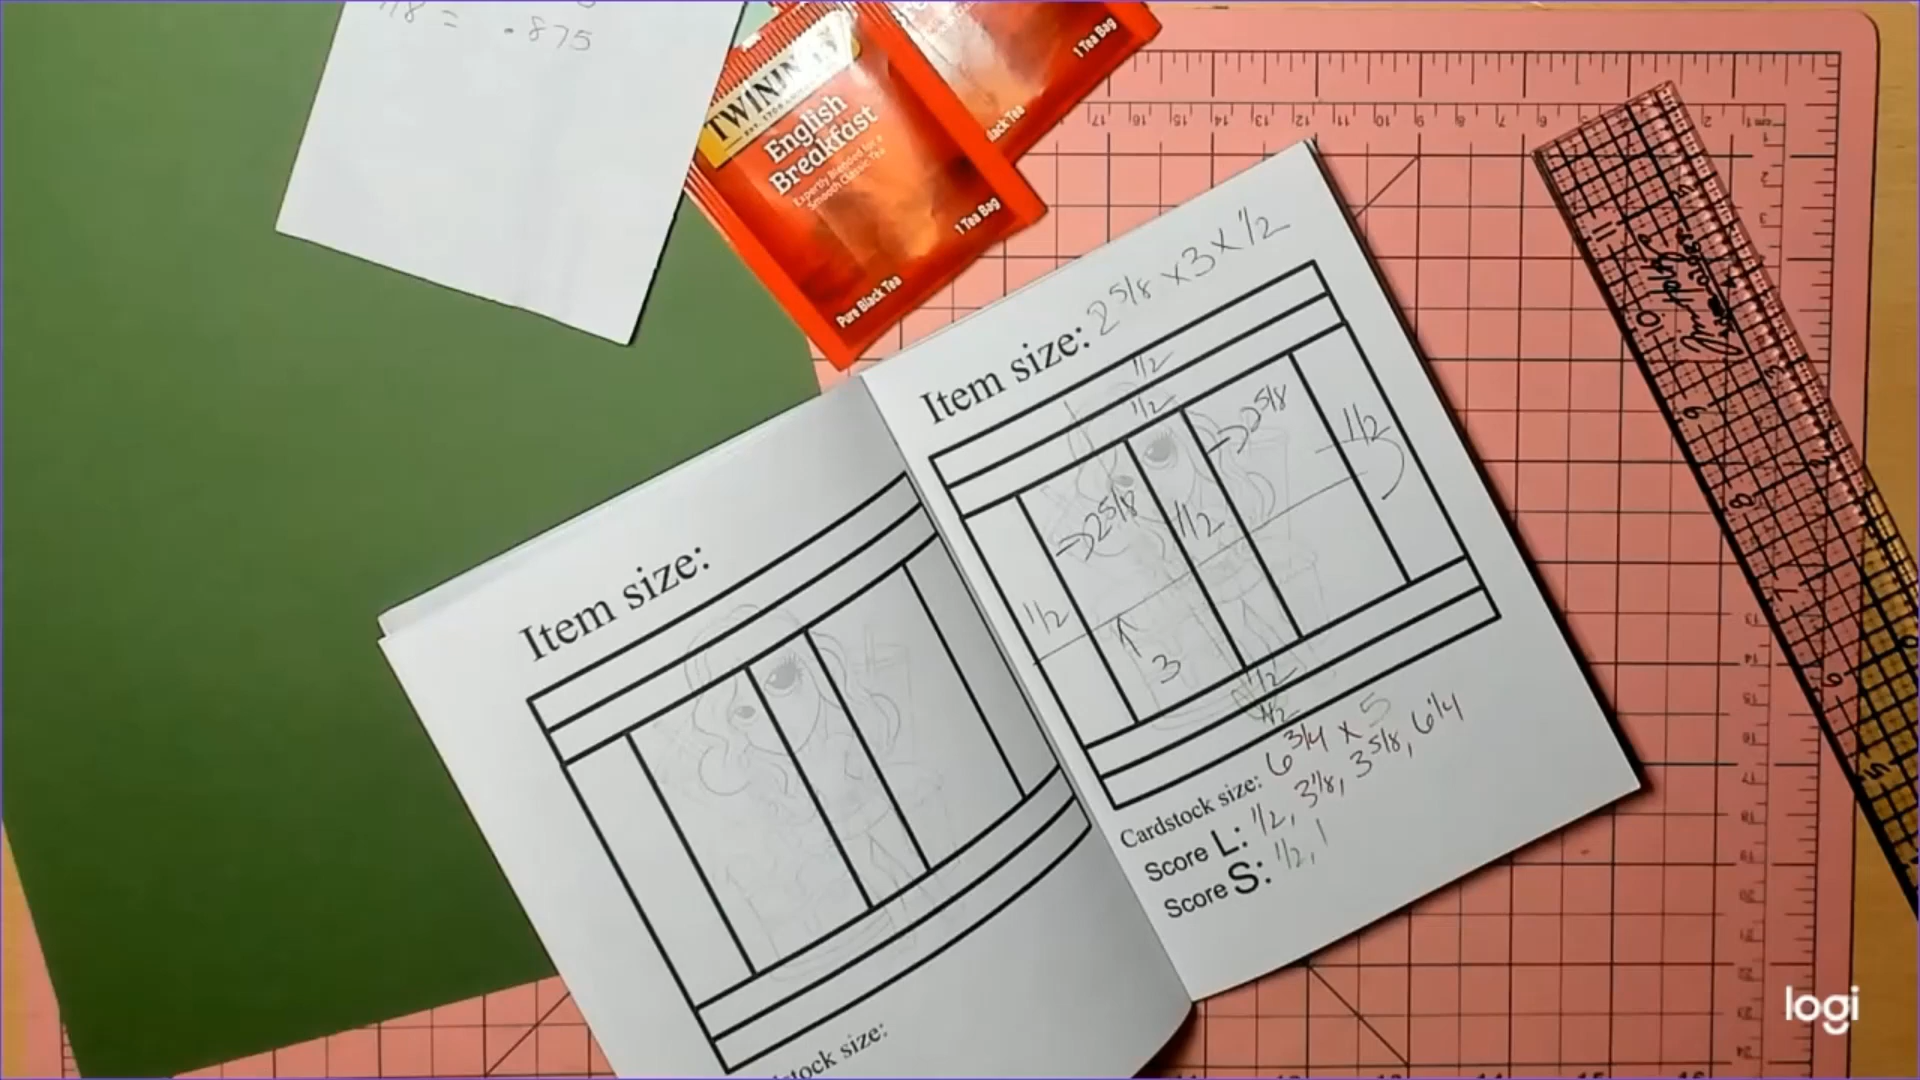 7/8 = .875
TWININGS
English
Breakfast
Expertly Blended for a
Smooth Classic Tea
1 Tea Bag
Pure Black Tea
1 Tea Bag
lack Tea
Item size: 2 5/8 x 3 x 1/2
1/2
1/2
2 5/8
1/2
2 5/8
1/2
1/2
3
1/2
1/2
Cardstock size: 6 3/4 x 5
Score L: 1/2, 3 1/8, 3 5/8, 6 1/4
Score S: 1/2, 1
Item size:
stock size:
logi